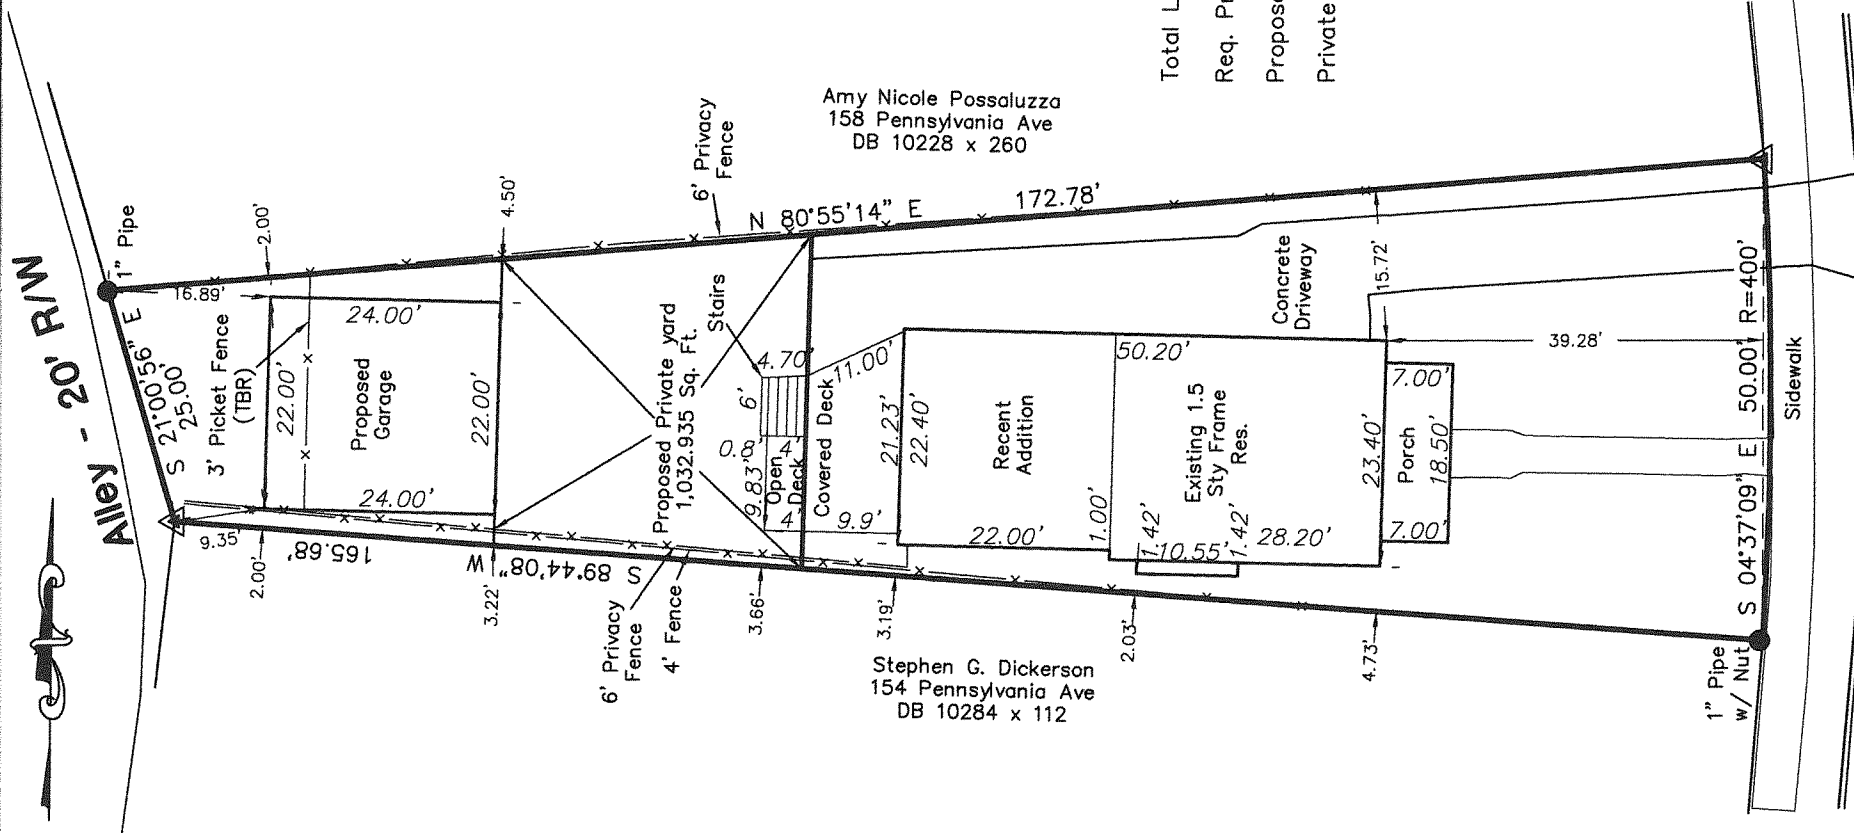 Alley - 20' R/W
1" Pipe
S 21°00'56" E
25.00'
2.00'
16.89'
3' Picket Fence
(TBR)
22.00'
24.00'
Proposed
Garage
24.00'
22.00'
9.35'
2.00'
165.68'
S 89°44'08" W
3.22'
4.50'
6' Privacy
Fence
N 80°55'14" E
172.78'
Amy Nicole Possaluzza
158 Pennsylvania Ave
DB 10228 x 260
Total L
Req. Pr
Propose
Private
Proposed Private yard
1,032.935 Sq. Ft.
Stairs
4.70'
6'
0.8'
4'
9.83'
Open
Deck
4'
Covered Deck
11.00'
9.9'
6' Privacy
Fence
4' Fence
3.66'
3.19'
21.23'
22.40'
Recent
Addition
22.00'
1.00'
50.20'
Existing 1.5
Sty Frame
Res.
1.42'
10.55'
1.42'
28.20'
23.40'
2.03'
4.73'
Concrete
Driveway
15.72'
39.28'
7.00'
Porch
18.50'
7.00'
Stephen G. Dickerson
154 Pennsylvania Ave
DB 10284 x 112
1" Pipe
w/ Nut
S 04°37'09" E 50.00' R=400'
Sidewalk